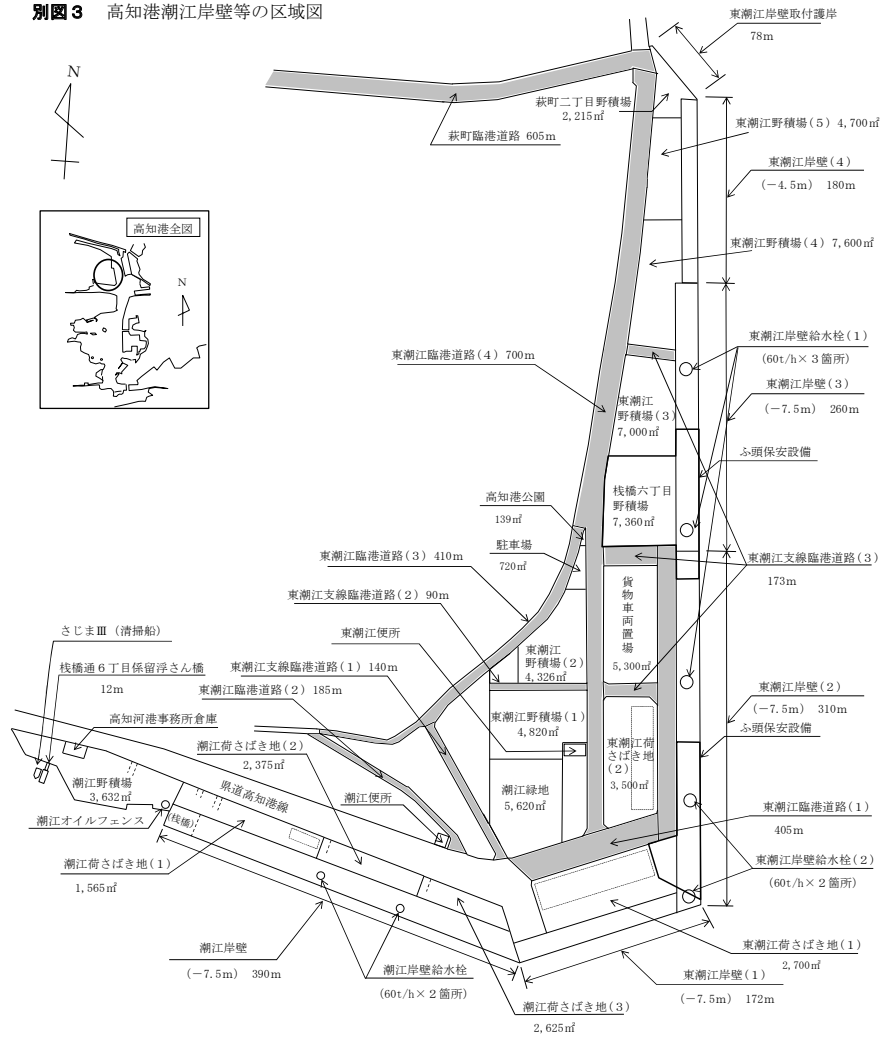 別図３ 高知港潮江岸壁等の区域図
東潮江岸壁取付護岸
78m
N
萩町二丁目野積場
2,215㎡
萩町臨港道路 605m
東潮江野積場(5) 4,700㎡
東潮江岸壁(4)
(－4.5m) 180m
高知港全図
N
東潮江野積場(4) 7,600㎡
東潮江岸壁給水栓(1)
(60t/h×3箇所)
東潮江臨港道路(4) 700m
東潮江岸壁(3)
(－7.5m) 260m
東潮江
野積場(3)
7,000㎡
ふ頭保安設備
桟橋六丁目
野積場
7,360㎡
高知港公園
139㎡
駐車場
720㎡
東潮江臨港道路(3) 410m
東潮江支線臨港道路(3)
173m
貨物車両置場
5,300㎡
東潮江支線臨港道路(2) 90m
さじまⅢ (清掃船)
東潮江便所
東潮江
野積場(2)
4,326㎡
桟橋通６丁目係留浮さん橋
12m
東潮江支線臨港道路(1) 140m
東潮江臨港道路(2) 185m
東潮江岸壁(2)
(－7.5m) 310m
ふ頭保安設備
高知河港事務所倉庫
東潮江野積場(1)
4,820㎡
東潮江荷
さばき地
(2)
3,500㎡
潮江荷さばき地(2)
2,375㎡
潮江野積場
3,632㎡
県道高知港線
潮江緑地
5,620㎡
潮江便所
東潮江臨港道路(1)
405m
潮江オイルフェンス
(桟橋)
潮江荷さばき地(1)
1,565㎡
東潮江岸壁給水栓(2)
(60t/h×2箇所)
潮江岸壁
(－7.5m) 390m
潮江岸壁給水栓
(60t/h×2箇所)
東潮江荷さばき地(1)
2,700㎡
東潮江岸壁(1)
(－7.5m) 172m
潮江荷さばき地(3)
2,625㎡